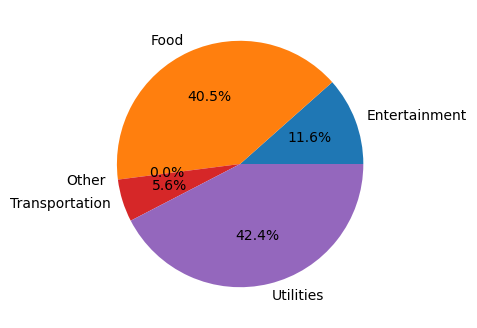 Food
40.5%
Entertainment
11.6%
0.0%
Other
5.6%
Transportation
42.4%
Utilities